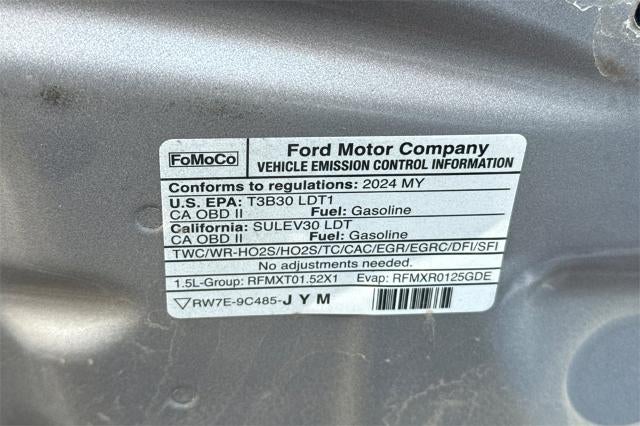 FoMoCo
Ford Motor Company
VEHICLE EMISSION CONTROL INFORMATION
Conforms to regulations: 2024 MY
U.S. EPA: T3B30 LDT1
CA OBD II Fuel: Gasoline
California: SULEV30 LDT
CA OBD II Fuel: Gasoline
TWC/WR-HO2S/HO2S/TC/CAC/EGR/EGRC/DFI/SFI
No adjustments needed.
1.5L-Group: RFMXT01.52X1 Evap: RFMXR0125GDE
RW7E-9C485-JYM